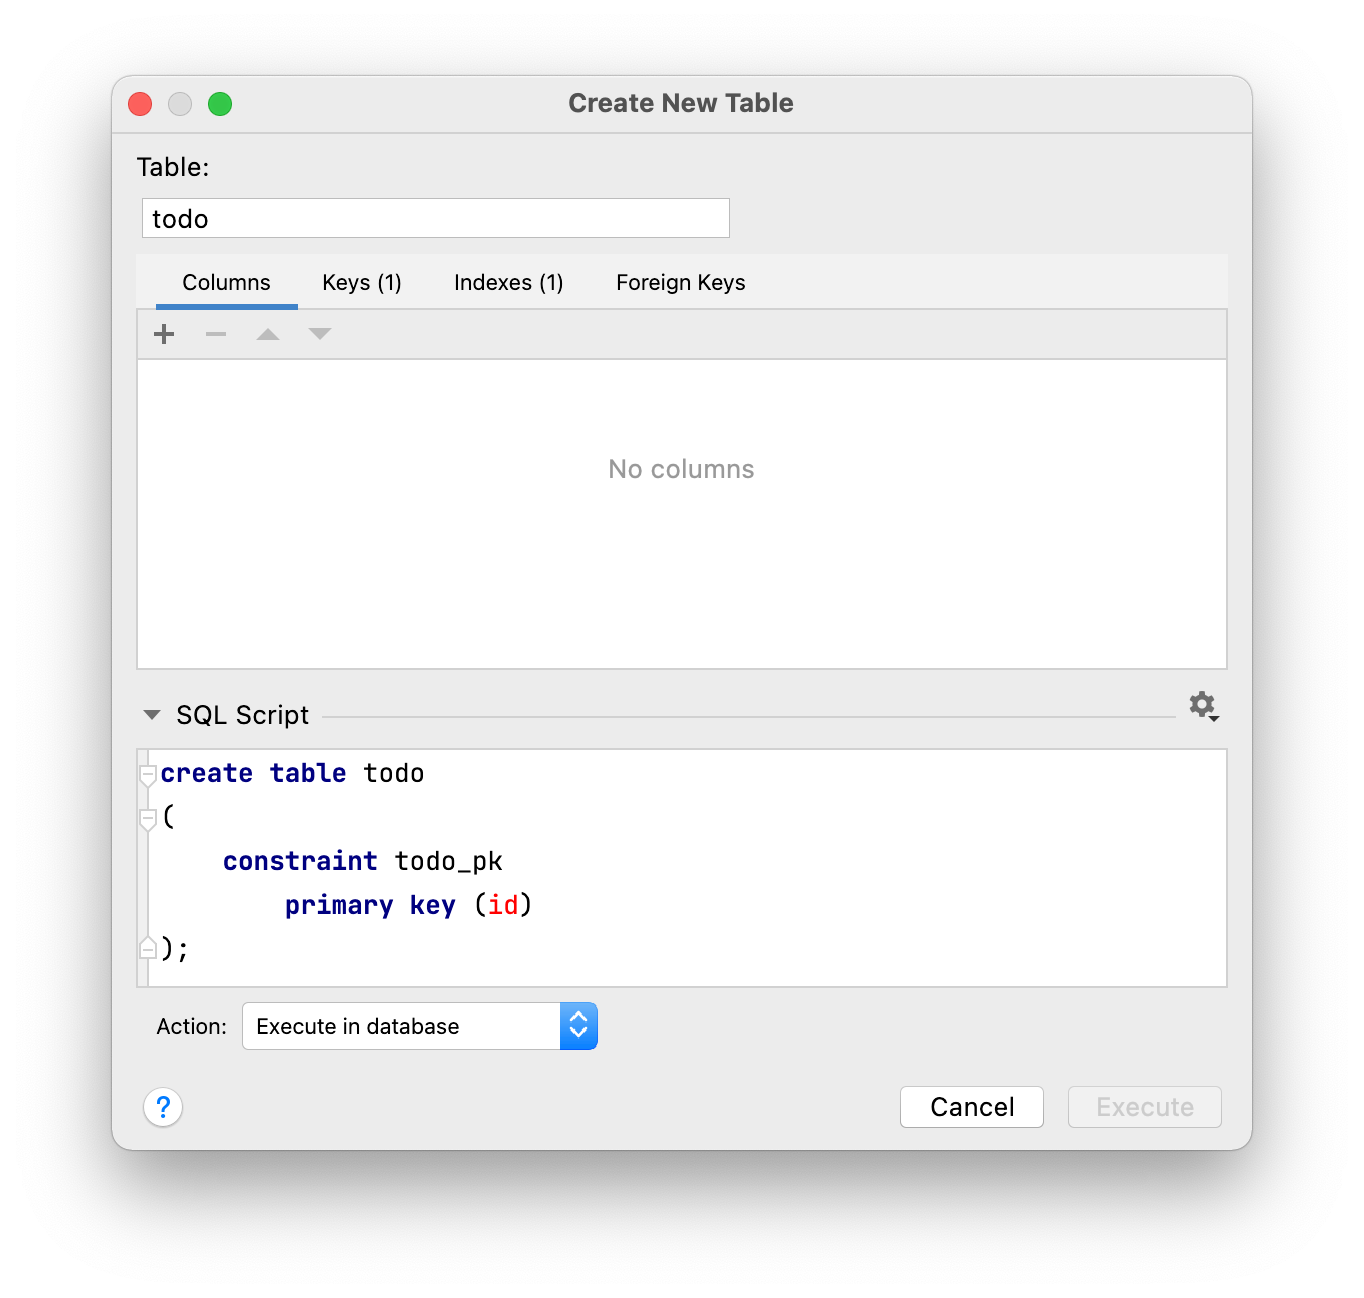 Create New Table
Table:
todo
Columns Keys (1) Indexes (1) Foreign Keys
No columns
SQL Script
create table todo
(
    constraint todo_pk
        primary key (id)
);
Action: Execute in database
? Cancel Execute